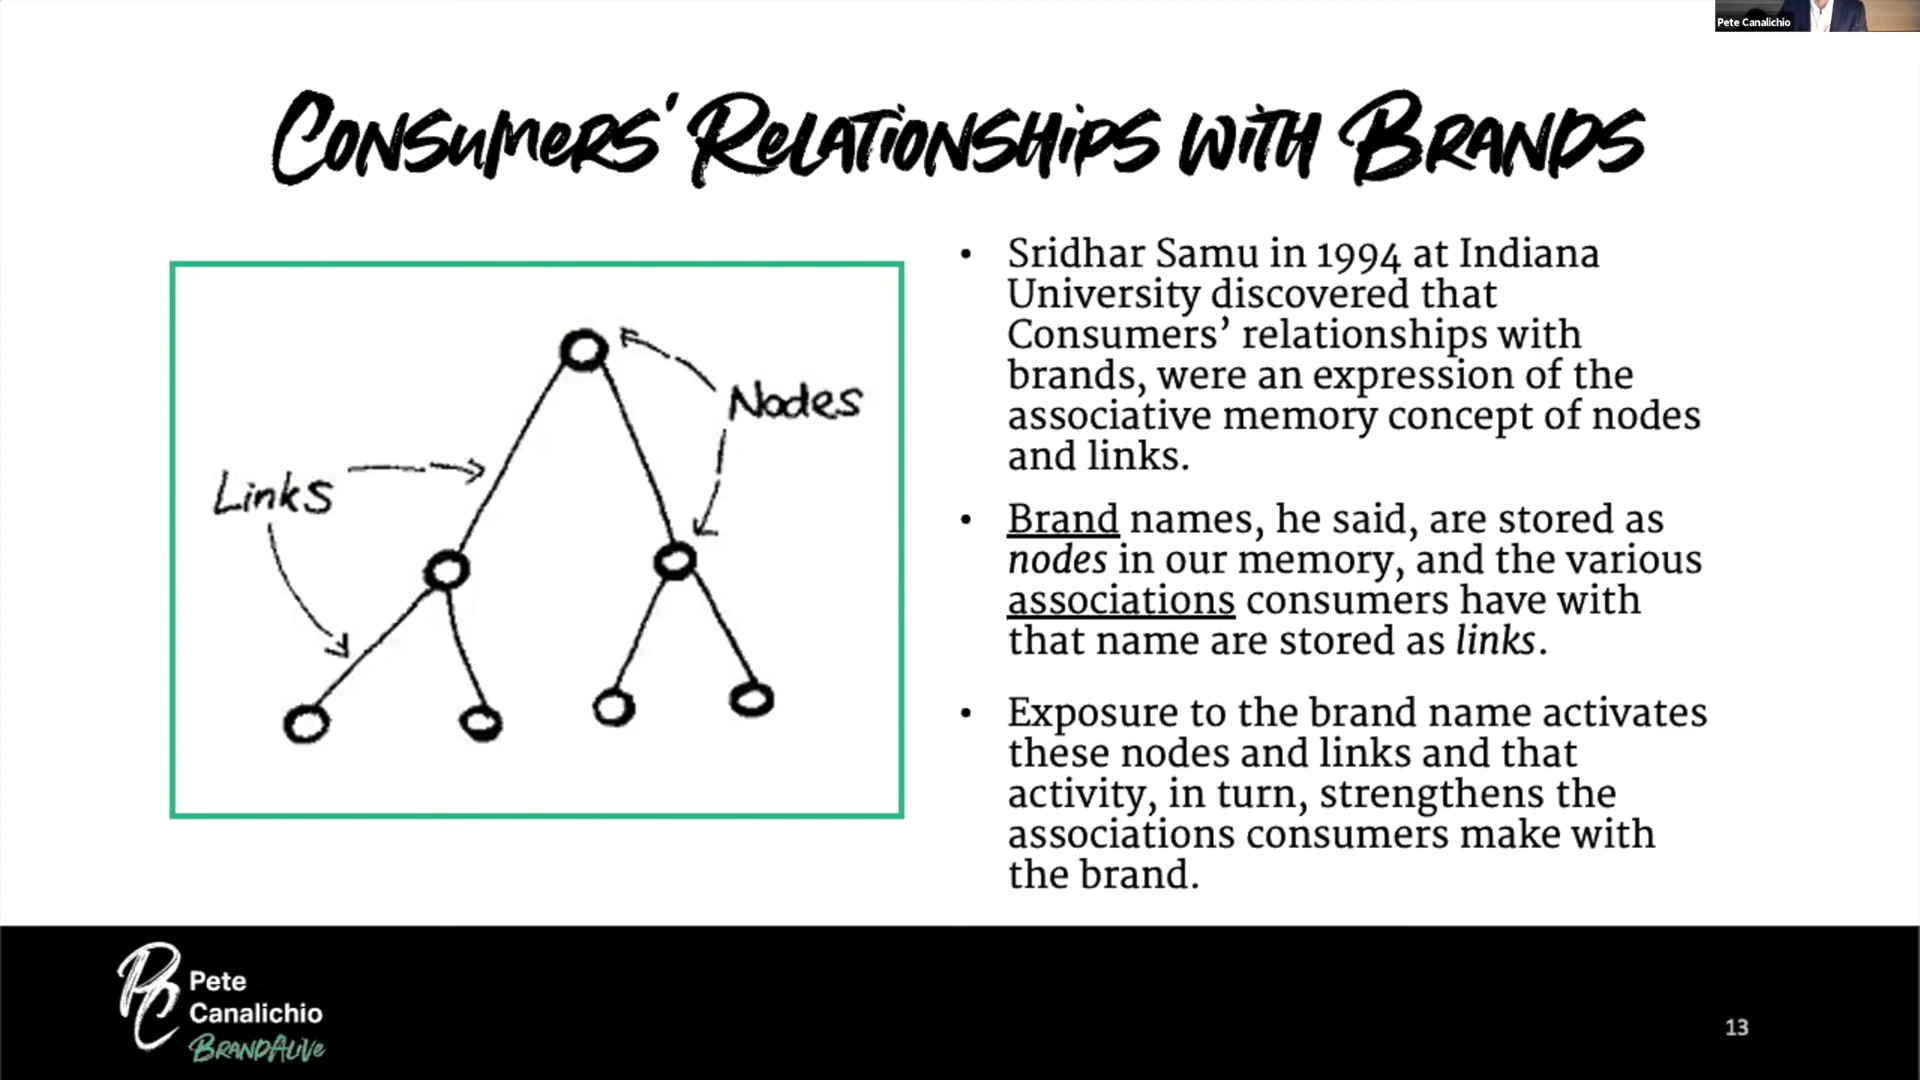 Pete Canalichio
Consumers' Relationships with Brands
Nodes
Links
• Sridhar Samu in 1994 at Indiana
University discovered that
Consumers’ relationships with
brands, were an expression of the
associative memory concept of nodes
and links.
• Brand names, he said, are stored as
nodes in our memory, and the various
associations consumers have with
that name are stored as links.
• Exposure to the brand name activates
these nodes and links and that
activity, in turn, strengthens the
associations consumers make with
the brand.
PC
Pete
Canalichio
BrandAlive
13